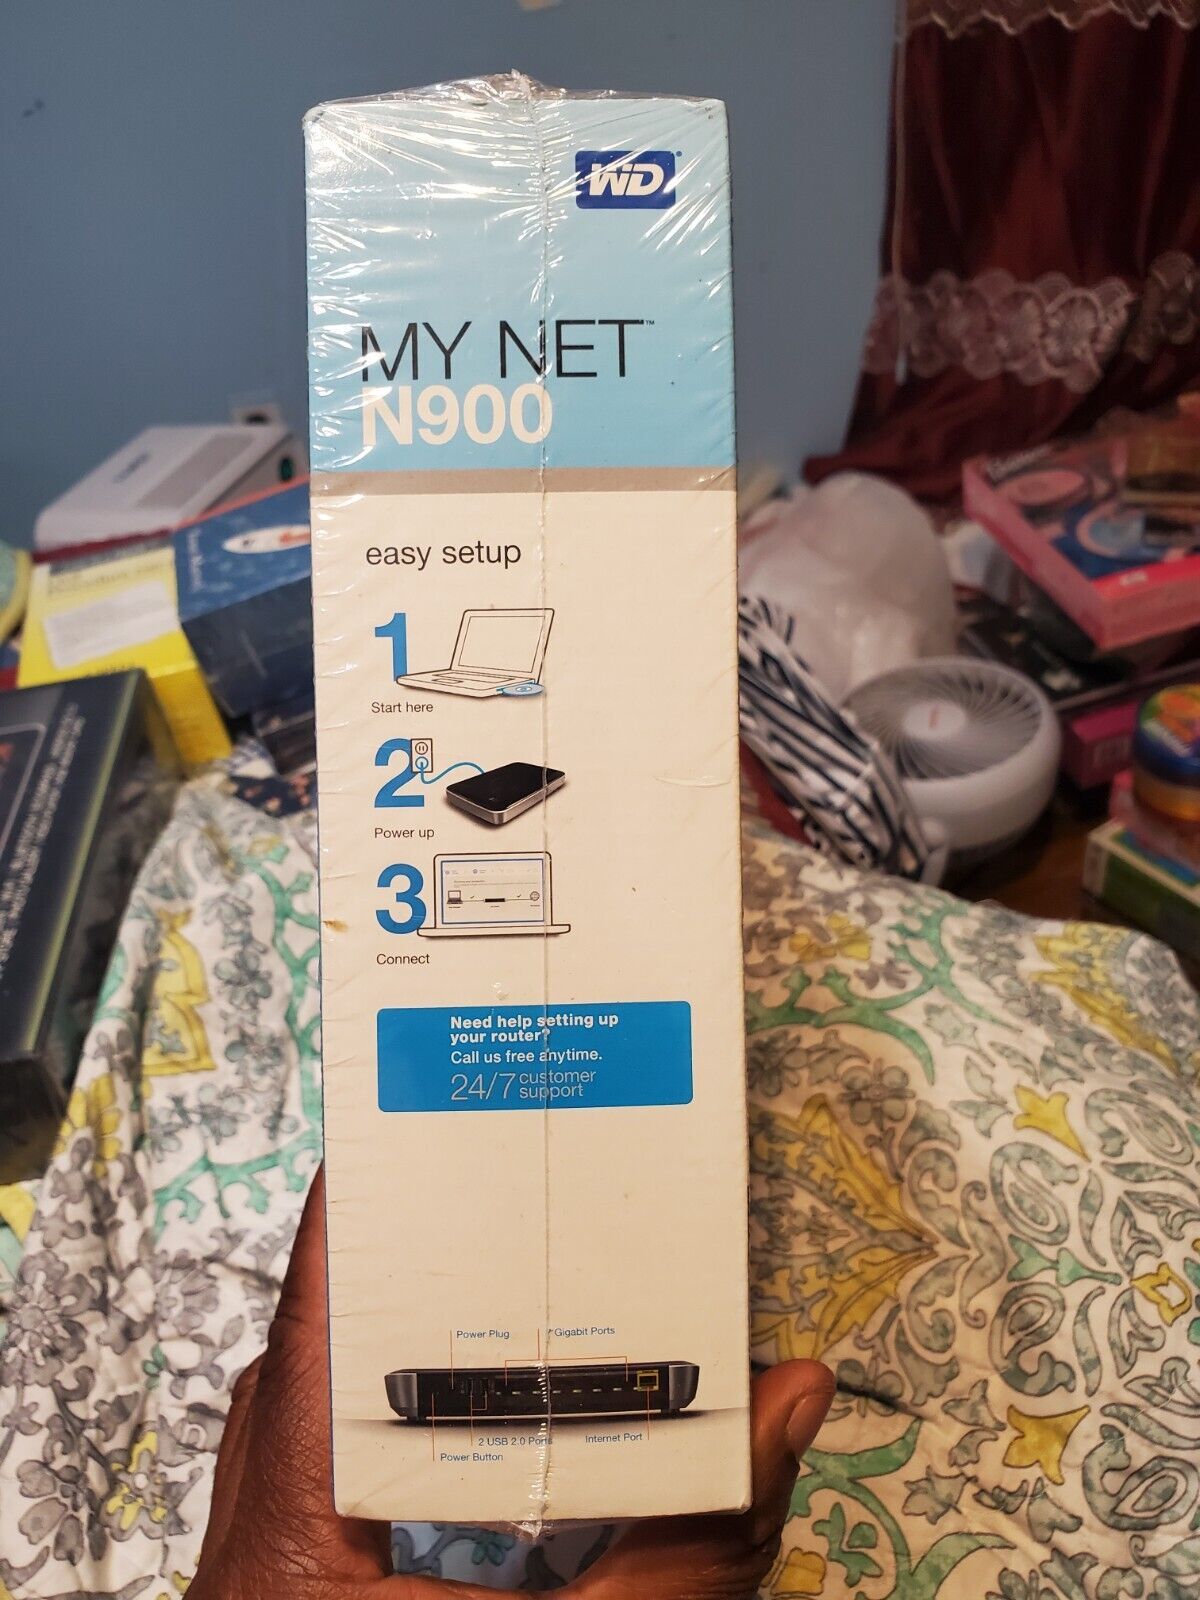 WD
MY NET™
N900
easy setup
1
Start here
2
Power up
3
Connect
Need help setting up
your router?
Call us free anytime.
24/7 customer
support
Power Plug
7 Gigabit Ports
2 USB 2.0 Ports
Internet Port
Power Button